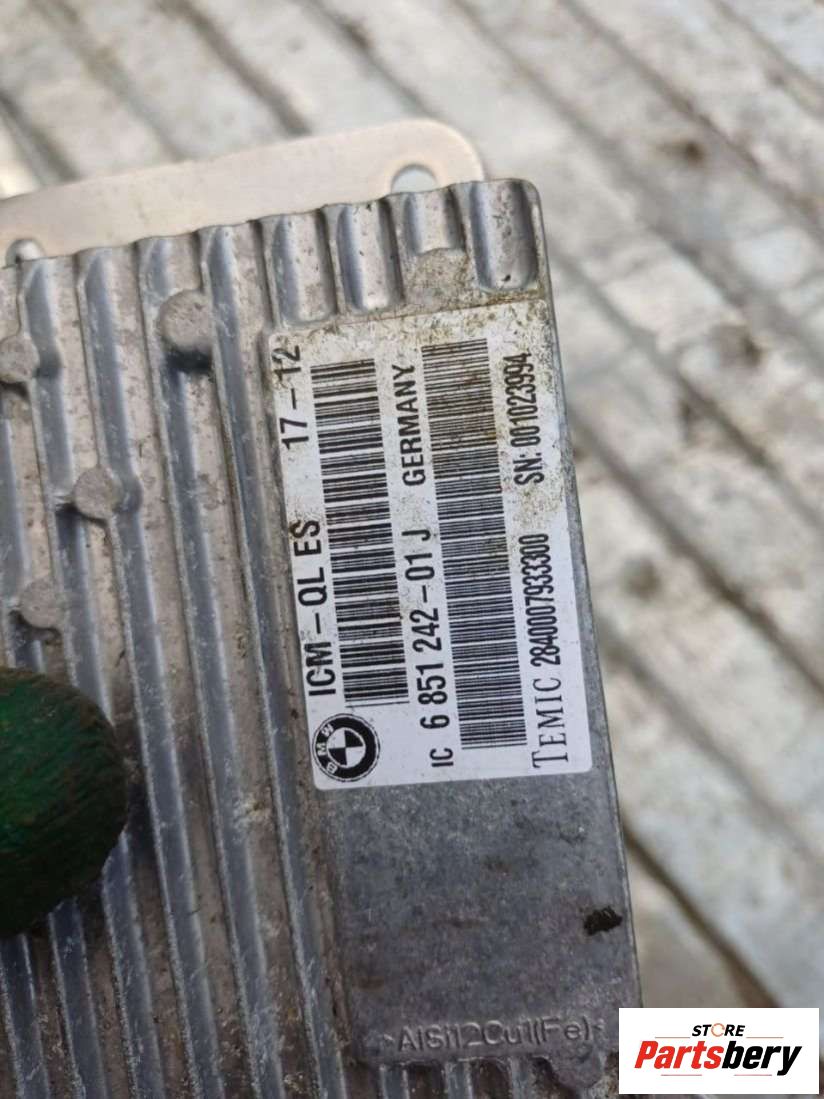 ICM-QL ES 17-12
BMW
IC 6 851 242-01 J GERMANY
TEMIC 2840007933300 SN: 001023994
>AlSi12Cu1(Fe)<
STORE
Partsbery